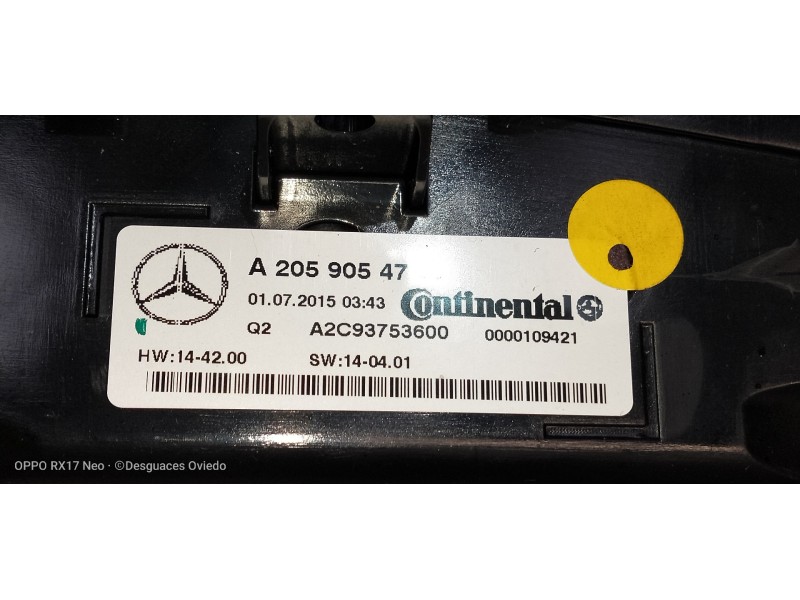 A 205 905 47
01.07.2015 03:43 Continental
Q2 A2C93753600 0000109421
HW:14-42.00 SW:14-04.01
OPPO RX17 Neo · ©Desguaces Oviedo